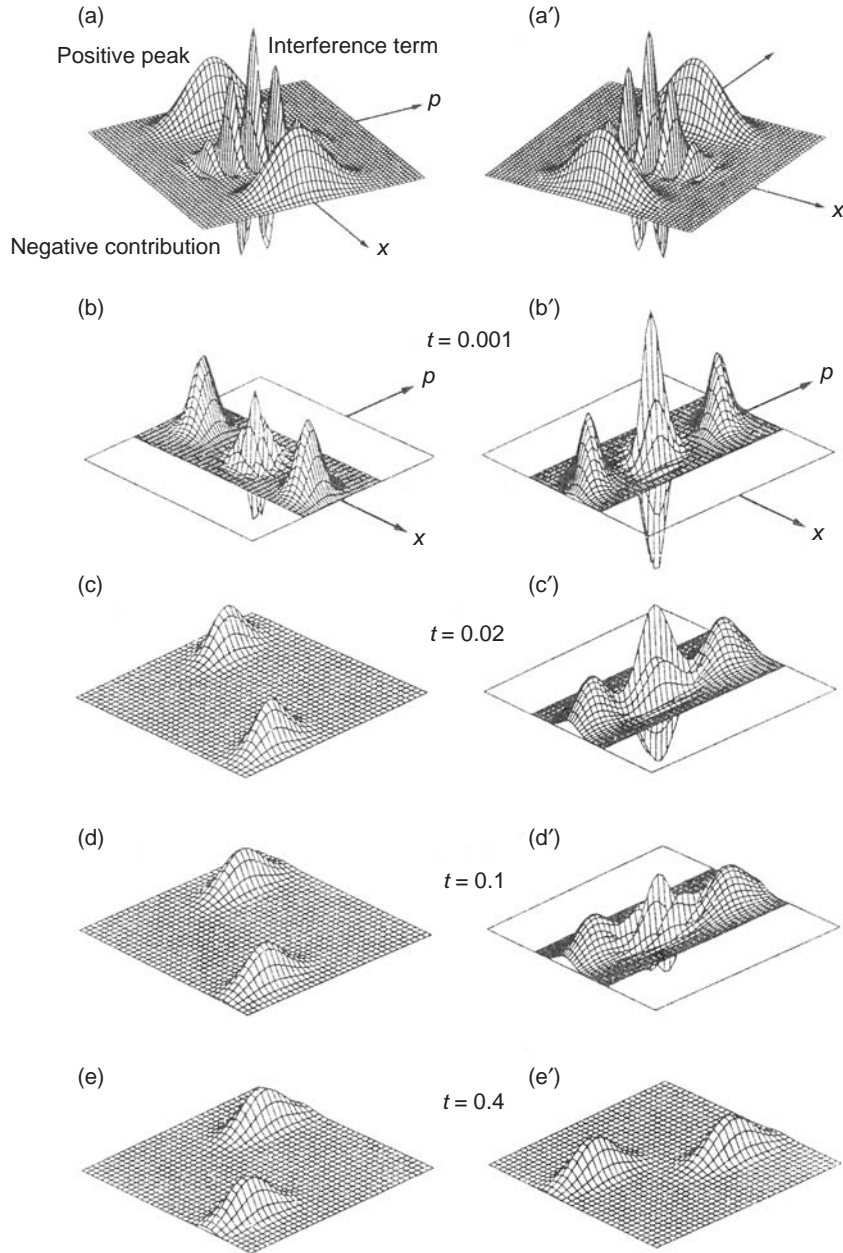 (a)
(a′)
Positive peak
Interference term
p
x
x
Negative contribution
(b)
(b′)
t = 0.001
p
p
x
x
(c)
(c′)
t = 0.02
(d)
(d′)
t = 0.1
(e)
(e′)
t = 0.4